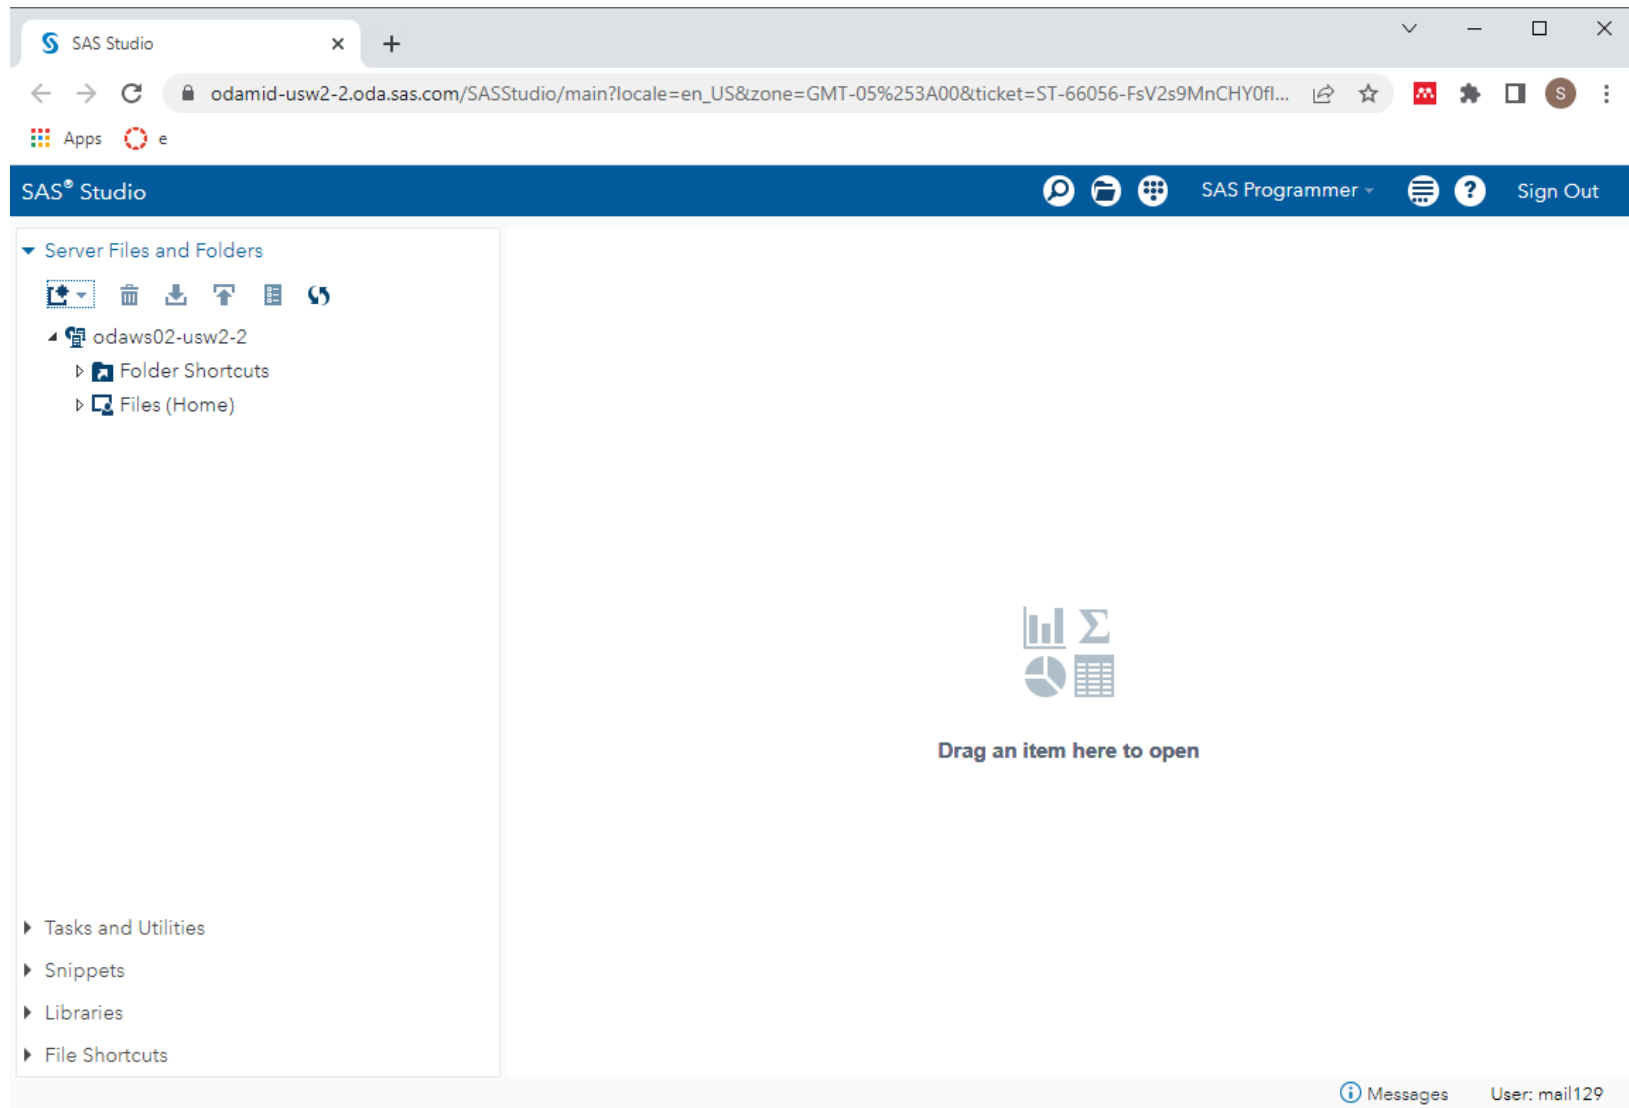 SAS Studio
odamid-usw2-2.oda.sas.com/SASStudio/main?locale=en_US&zone=GMT-05%253A00&ticket=ST-66056-FsV2s9MnCHY0fl...
S
Apps e
SAS® Studio
SAS Programmer
?
Sign Out
Server Files and Folders
odaws02-usw2-2
Folder Shortcuts
Files (Home)
Σ
Drag an item here to open
Tasks and Utilities
Snippets
Libraries
File Shortcuts
Messages User: mail129